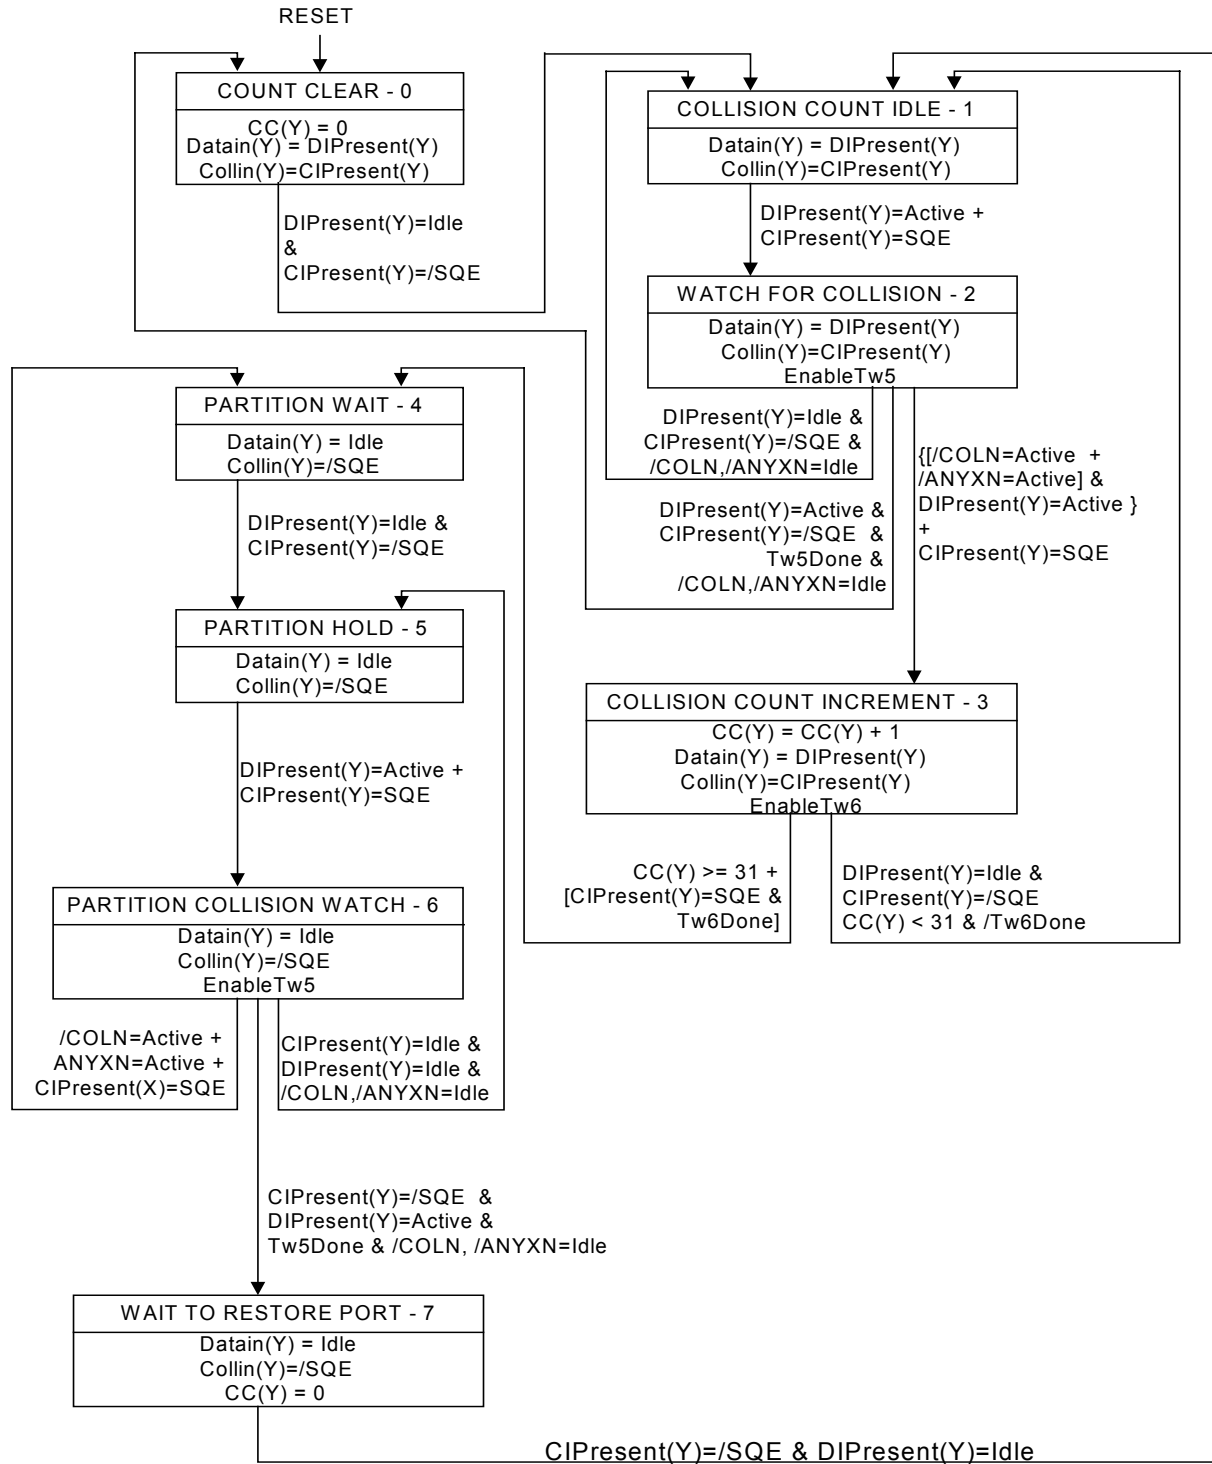 RESET
COUNT CLEAR - 0
CC(Y) = 0
Datain(Y) = DIPresent(Y)
Collin(Y)=CIPresent(Y)
DIPresent(Y)=Idle
&
CIPresent(Y)=/SQE
COLLISION COUNT IDLE - 1
Datain(Y) = DIPresent(Y)
Collin(Y)=CIPresent(Y)
DIPresent(Y)=Active +
CIPresent(Y)=SQE
WATCH FOR COLLISION - 2
Datain(Y) = DIPresent(Y)
Collin(Y)=CIPresent(Y)
EnableTw5
DIPresent(Y)=Idle &
CIPresent(Y)=/SQE &
/COLN,/ANYXN=Idle
DIPresent(Y)=Active &
CIPresent(Y)=/SQE &
Tw5Done &
/COLN,/ANYXN=Idle
{[/COLN=Active +
/ANYXN=Active] &
DIPresent(Y)=Active }
+
CIPresent(Y)=SQE
COLLISION COUNT INCREMENT - 3
CC(Y) = CC(Y) + 1
Datain(Y) = DIPresent(Y)
Collin(Y)=CIPresent(Y)
EnableTw6
CC(Y) >= 31 +
[CIPresent(Y)=SQE &
Tw6Done]
DIPresent(Y)=Idle &
CIPresent(Y)=/SQE
CC(Y) < 31 & /Tw6Done
PARTITION WAIT - 4
Datain(Y) = Idle
Collin(Y)=/SQE
DIPresent(Y)=Idle &
CIPresent(Y)=/SQE
PARTITION HOLD - 5
Datain(Y) = Idle
Collin(Y)=/SQE
DIPresent(Y)=Active +
CIPresent(Y)=SQE
PARTITION COLLISION WATCH - 6
Datain(Y) = Idle
Collin(Y)=/SQE
EnableTw5
/COLN=Active +
ANYXN=Active +
CIPresent(X)=SQE
CIPresent(Y)=Idle &
DIPresent(Y)=Idle &
/COLN,/ANYXN=Idle
CIPresent(Y)=/SQE &
DIPresent(Y)=Active &
Tw5Done & /COLN, /ANYXN=Idle
WAIT TO RESTORE PORT - 7
Datain(Y) = Idle
Collin(Y)=/SQE
CC(Y) = 0
CIPresent(Y)=/SQE & DIPresent(Y)=Idle